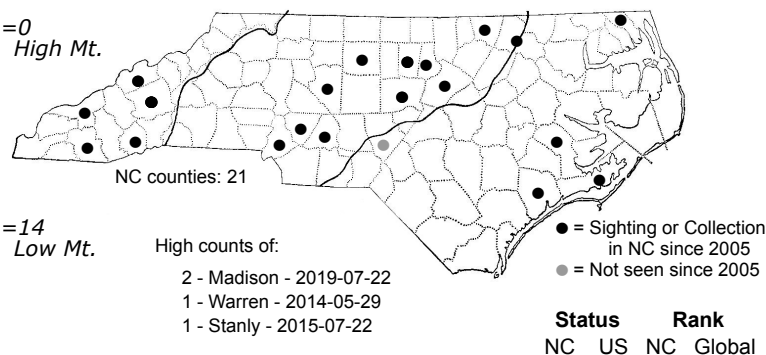 =0
High Mt.
NC counties: 21
=14
Low Mt.
High counts of:
2 - Madison - 2019-07-22
1 - Warren - 2014-05-29
1 - Stanly - 2015-07-22
● = Sighting or Collection
in NC since 2005
● = Not seen since 2005
Status Rank
NC US NC Global